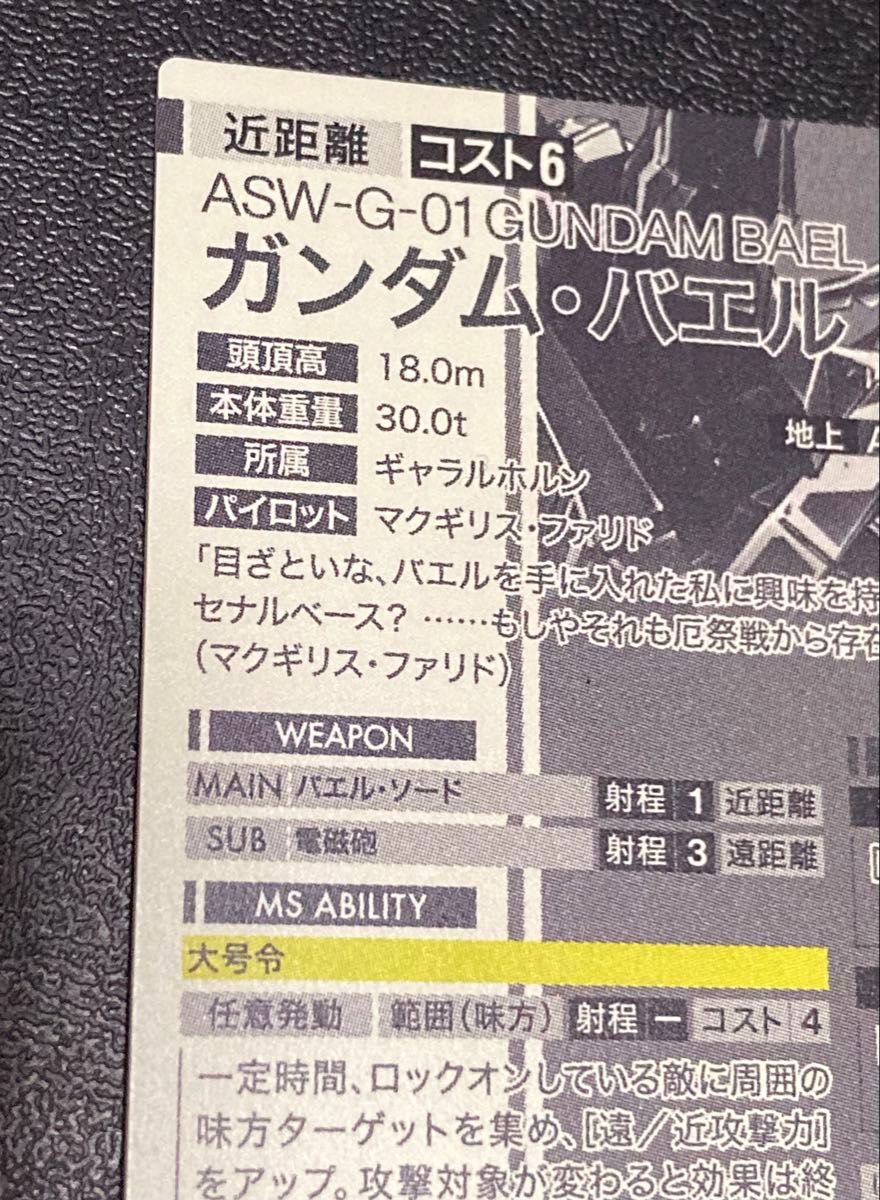 近距離 コスト6
ASW-G-01 GUNDAM BAEL
ガンダム・バエル
頭頂高 18.0m
本体重量 30.0t
地上
所属 ギャラルホルン
パイロット マクギリス・ファリド
「目ざといな、バエルを手に入れた私に興味を持
セナルベース? ……もしやそれも厄祭戦から存在
(マクギリス・ファリド)
WEAPON
MAIN バエル・ソード 射程 1 近距離
SUB 電磁砲 射程 3 遠距離
MS ABILITY
大号令
任意発動 範囲(味方) 射程 ー コスト 4
一定時間、ロックオンしている敵に周囲の
味方ターゲットを集め、[遠/近攻撃力]
をアップ。攻撃対象が変わると効果は終